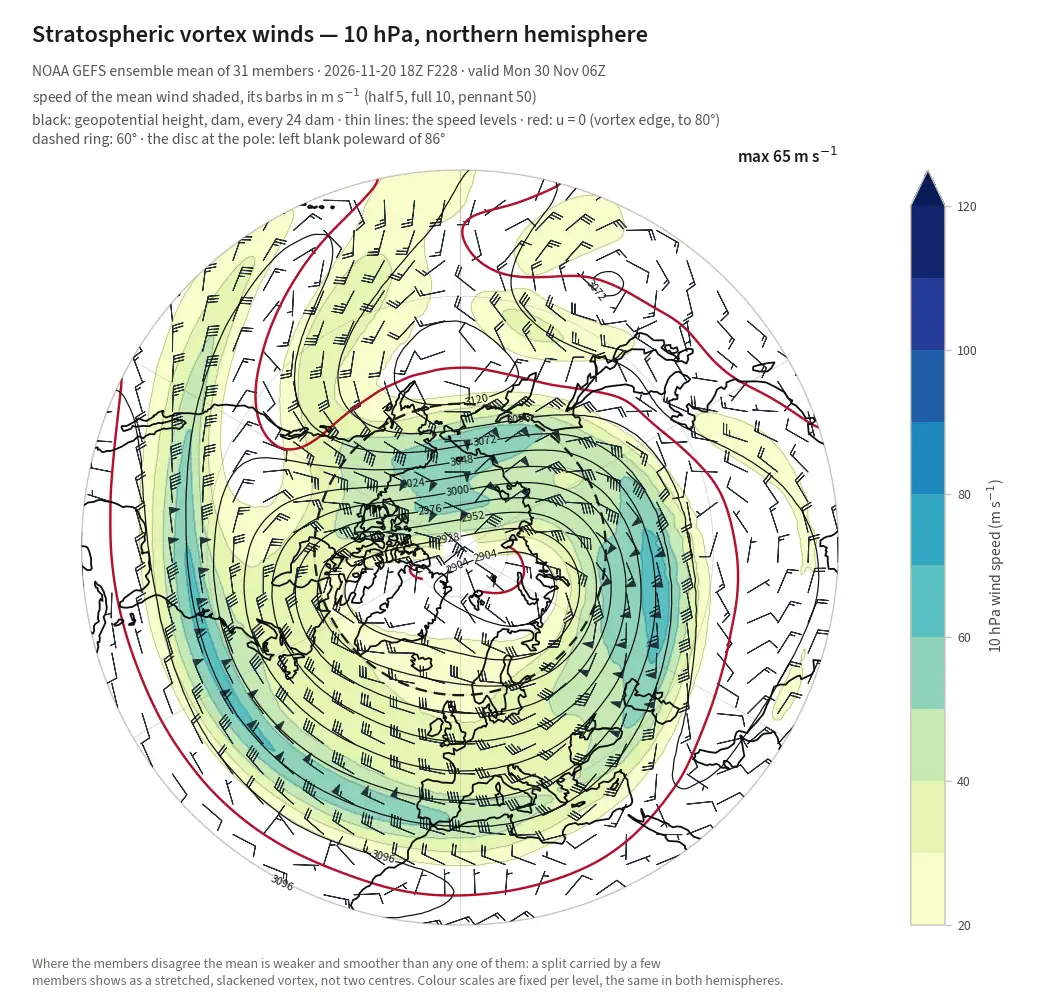 Stratospheric vortex winds — 10 hPa, northern hemisphere
NOAA GEFS ensemble mean of 31 members · 2026-11-20 18Z F228 · valid Mon 30 Nov 06Z
speed of the mean wind shaded, its barbs in m s⁻¹ (half 5, full 10, pennant 50)
black: geopotential height, dam, every 24 dam · thin lines: the speed levels · red: u = 0 (vortex edge, to 80°)
dashed ring: 60° · the disc at the pole: left blank poleward of 86°
max 65 m s⁻¹
120
100
80
60
40
20
10 hPa wind speed (m s⁻¹)
3072
3120
3072
3048
3024
3000
2976
2952
2928
2904
2904
3096
3096
Where the members disagree the mean is weaker and smoother than any one of them: a split carried by a few
members shows as a stretched, slackened vortex, not two centres. Colour scales are fixed per level, the same in both hemispheres.